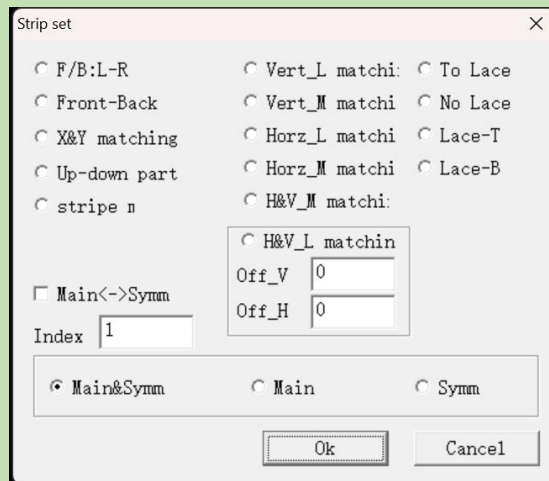 Strip set
F/B:L-R
Vert_L matchi:
To Lace
Front-Back
Vert_M matchi
No Lace
X&Y matching
Horz_L matchi
Lace-T
Up-down part
Horz_M matchi
Lace-B
stripe m
H&V_M matchi:
H&V_L matchin
Off_V 0
Main<->Symm
Off_H 0
Index 1
Main&Symm
Main
Symm
Ok
Cancel